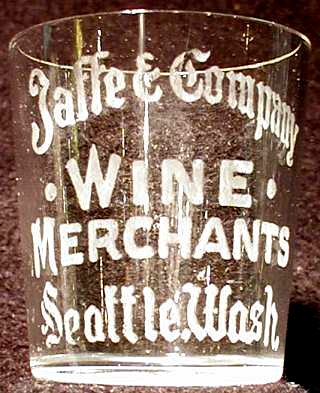 Jaffe & Company
• WINE •
MERCHANTS
Seattle.Wash